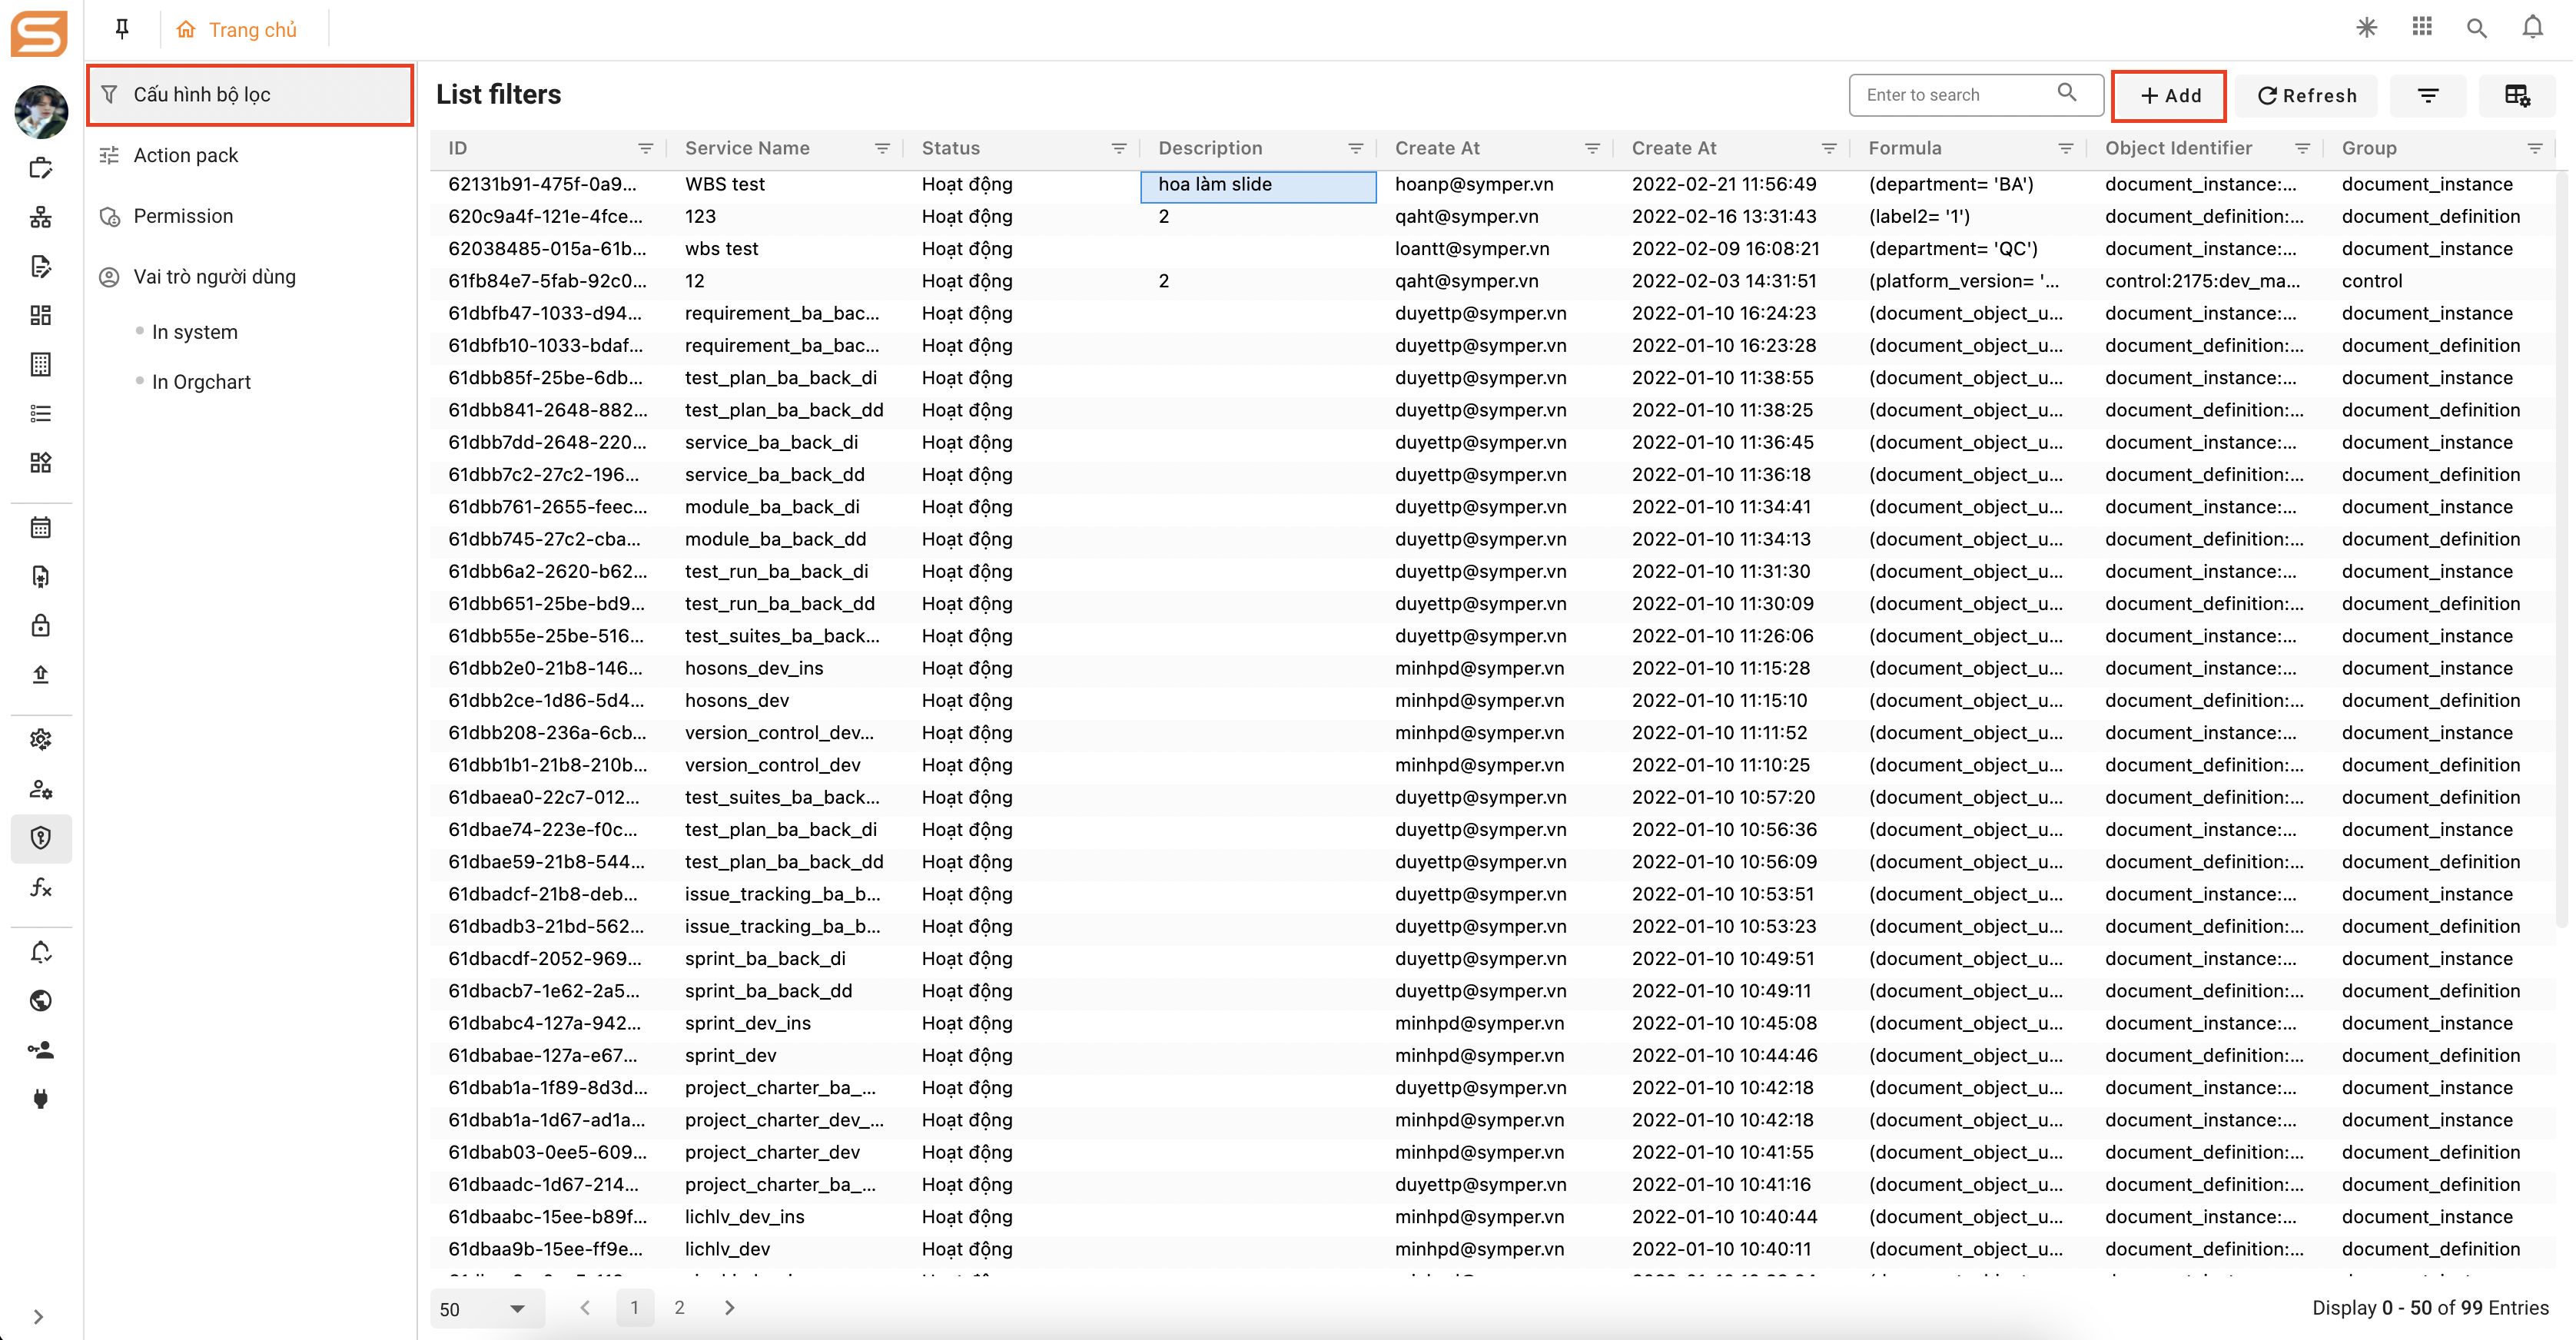 Trang chủ
Cấu hình bộ lọc
Action pack
Permission
Vai trò người dùng
In system
In Orgchart
List filters
Enter to search
+ Add
Refresh
ID Service Name Status Description Create At Create At Formula Object Identifier Group
62131b91-475f-0a9... WBS test Hoạt động hoa làm slide hoanp@symper.vn 2022-02-21 11:56:49 (department= 'BA') document_instance:... document_instance
620c9a4f-121e-4fce... 123 Hoạt động 2 qaht@symper.vn 2022-02-16 13:31:43 (label2= '1') document_definition:... document_definition
62038485-015a-61b... wbs test Hoạt động loantt@symper.vn 2022-02-09 16:08:21 (department= 'QC') document_instance:... document_instance
61fb84e7-5fab-92c0... 12 Hoạt động 2 qaht@symper.vn 2022-02-03 14:31:51 (platform_version= '... control:2175:dev_ma... control
61dbfb47-1033-d94... requirement_ba_bac... Hoạt động duyettp@symper.vn 2022-01-10 16:24:23 (document_object_u... document_instance:... document_instance
61dbfb10-1033-bdaf... requirement_ba_bac... Hoạt động duyettp@symper.vn 2022-01-10 16:23:28 (document_object_u... document_definition:... document_definition
61dbb85f-25be-6db... test_plan_ba_back_di Hoạt động duyettp@symper.vn 2022-01-10 11:38:55 (document_object_u... document_instance:... document_instance
61dbb841-2648-882... test_plan_ba_back_dd Hoạt động duyettp@symper.vn 2022-01-10 11:38:25 (document_object_u... document_definition:... document_definition
61dbb7dd-2648-220... service_ba_back_di Hoạt động duyettp@symper.vn 2022-01-10 11:36:45 (document_object_u... document_instance:... document_instance
61dbb7c2-27c2-196... service_ba_back_dd Hoạt động duyettp@symper.vn 2022-01-10 11:36:18 (document_object_u... document_definition:... document_definition
61dbb761-2655-feec... module_ba_back_di Hoạt động duyettp@symper.vn 2022-01-10 11:34:41 (document_object_u... document_instance:... document_instance
61dbb745-27c2-cba... module_ba_back_dd Hoạt động duyettp@symper.vn 2022-01-10 11:34:13 (document_object_u... document_definition:... document_definition
61dbb6a2-2620-b62... test_run_ba_back_di Hoạt động duyettp@symper.vn 2022-01-10 11:31:30 (document_object_u... document_instance:... document_instance
61dbb651-25be-bd9... test_run_ba_back_dd Hoạt động duyettp@symper.vn 2022-01-10 11:30:09 (document_object_u... document_definition:... document_definition
61dbb55e-25be-516... test_suites_ba_back... Hoạt động duyettp@symper.vn 2022-01-10 11:26:06 (document_object_u... document_instance:... document_instance
61dbb2e0-21b8-146... hosons_dev_ins Hoạt động minhpd@symper.vn 2022-01-10 11:15:28 (document_object_u... document_instance:... document_instance
61dbb2ce-1d86-5d4... hosons_dev Hoạt động minhpd@symper.vn 2022-01-10 11:15:10 (document_object_u... document_definition:... document_definition
61dbb208-236a-6cb... version_control_dev... Hoạt động minhpd@symper.vn 2022-01-10 11:11:52 (document_object_u... document_instance:... document_instance
61dbb1b1-21b8-210b... version_control_dev Hoạt động minhpd@symper.vn 2022-01-10 11:10:25 (document_object_u... document_definition:... document_definition
61dbaea0-22c7-012... test_suites_ba_back... Hoạt động duyettp@symper.vn 2022-01-10 10:57:20 (document_object_u... document_definition:... document_definition
61dbae74-223e-f0c... test_plan_ba_back_di Hoạt động duyettp@symper.vn 2022-01-10 10:56:36 (document_object_u... document_instance:... document_instance
61dbae59-21b8-544... test_plan_ba_back_dd Hoạt động duyettp@symper.vn 2022-01-10 10:56:09 (document_object_u... document_definition:... document_definition
61dbadcf-21b8-deb... issue_tracking_ba_b... Hoạt động duyettp@symper.vn 2022-01-10 10:53:51 (document_object_u... document_instance:... document_instance
61dbadb3-21bd-562... issue_tracking_ba_b... Hoạt động duyettp@symper.vn 2022-01-10 10:53:23 (document_object_u... document_definition:... document_definition
61dbacdf-2052-969... sprint_ba_back_di Hoạt động duyettp@symper.vn 2022-01-10 10:49:51 (document_object_u... document_instance:... document_instance
61dbacb7-1e62-2a5... sprint_ba_back_dd Hoạt động duyettp@symper.vn 2022-01-10 10:49:11 (document_object_u... document_definition:... document_definition
61dbabc4-127a-942... sprint_dev_ins Hoạt động minhpd@symper.vn 2022-01-10 10:45:08 (document_object_u... document_instance:... document_instance
61dbabae-127a-e67... sprint_dev Hoạt động minhpd@symper.vn 2022-01-10 10:44:46 (document_object_u... document_definition:... document_definition
61dbab1a-1f89-8d3d... project_charter_ba_... Hoạt động duyettp@symper.vn 2022-01-10 10:42:18 (document_object_u... document_instance:... document_instance
61dbab1a-1d67-ad1a... project_charter_dev_... Hoạt động minhpd@symper.vn 2022-01-10 10:42:18 (document_object_u... document_instance:... document_instance
61dbab03-0ee5-609... project_charter_dev Hoạt động minhpd@symper.vn 2022-01-10 10:41:55 (document_object_u... document_definition:... document_definition
61dbaadc-1d67-214... project_charter_ba_... Hoạt động duyettp@symper.vn 2022-01-10 10:41:16 (document_object_u... document_definition:... document_definition
61dbaabc-15ee-b89f... lichlv_dev_ins Hoạt động minhpd@symper.vn 2022-01-10 10:40:44 (document_object_u... document_instance:... document_instance
61dbaa9b-15ee-ff9e... lichlv_dev Hoạt động minhpd@symper.vn 2022-01-10 10:40:11 (document_object_u... document_definition:... document_definition
50 1 2 Display 0 - 50 of 99 Entries